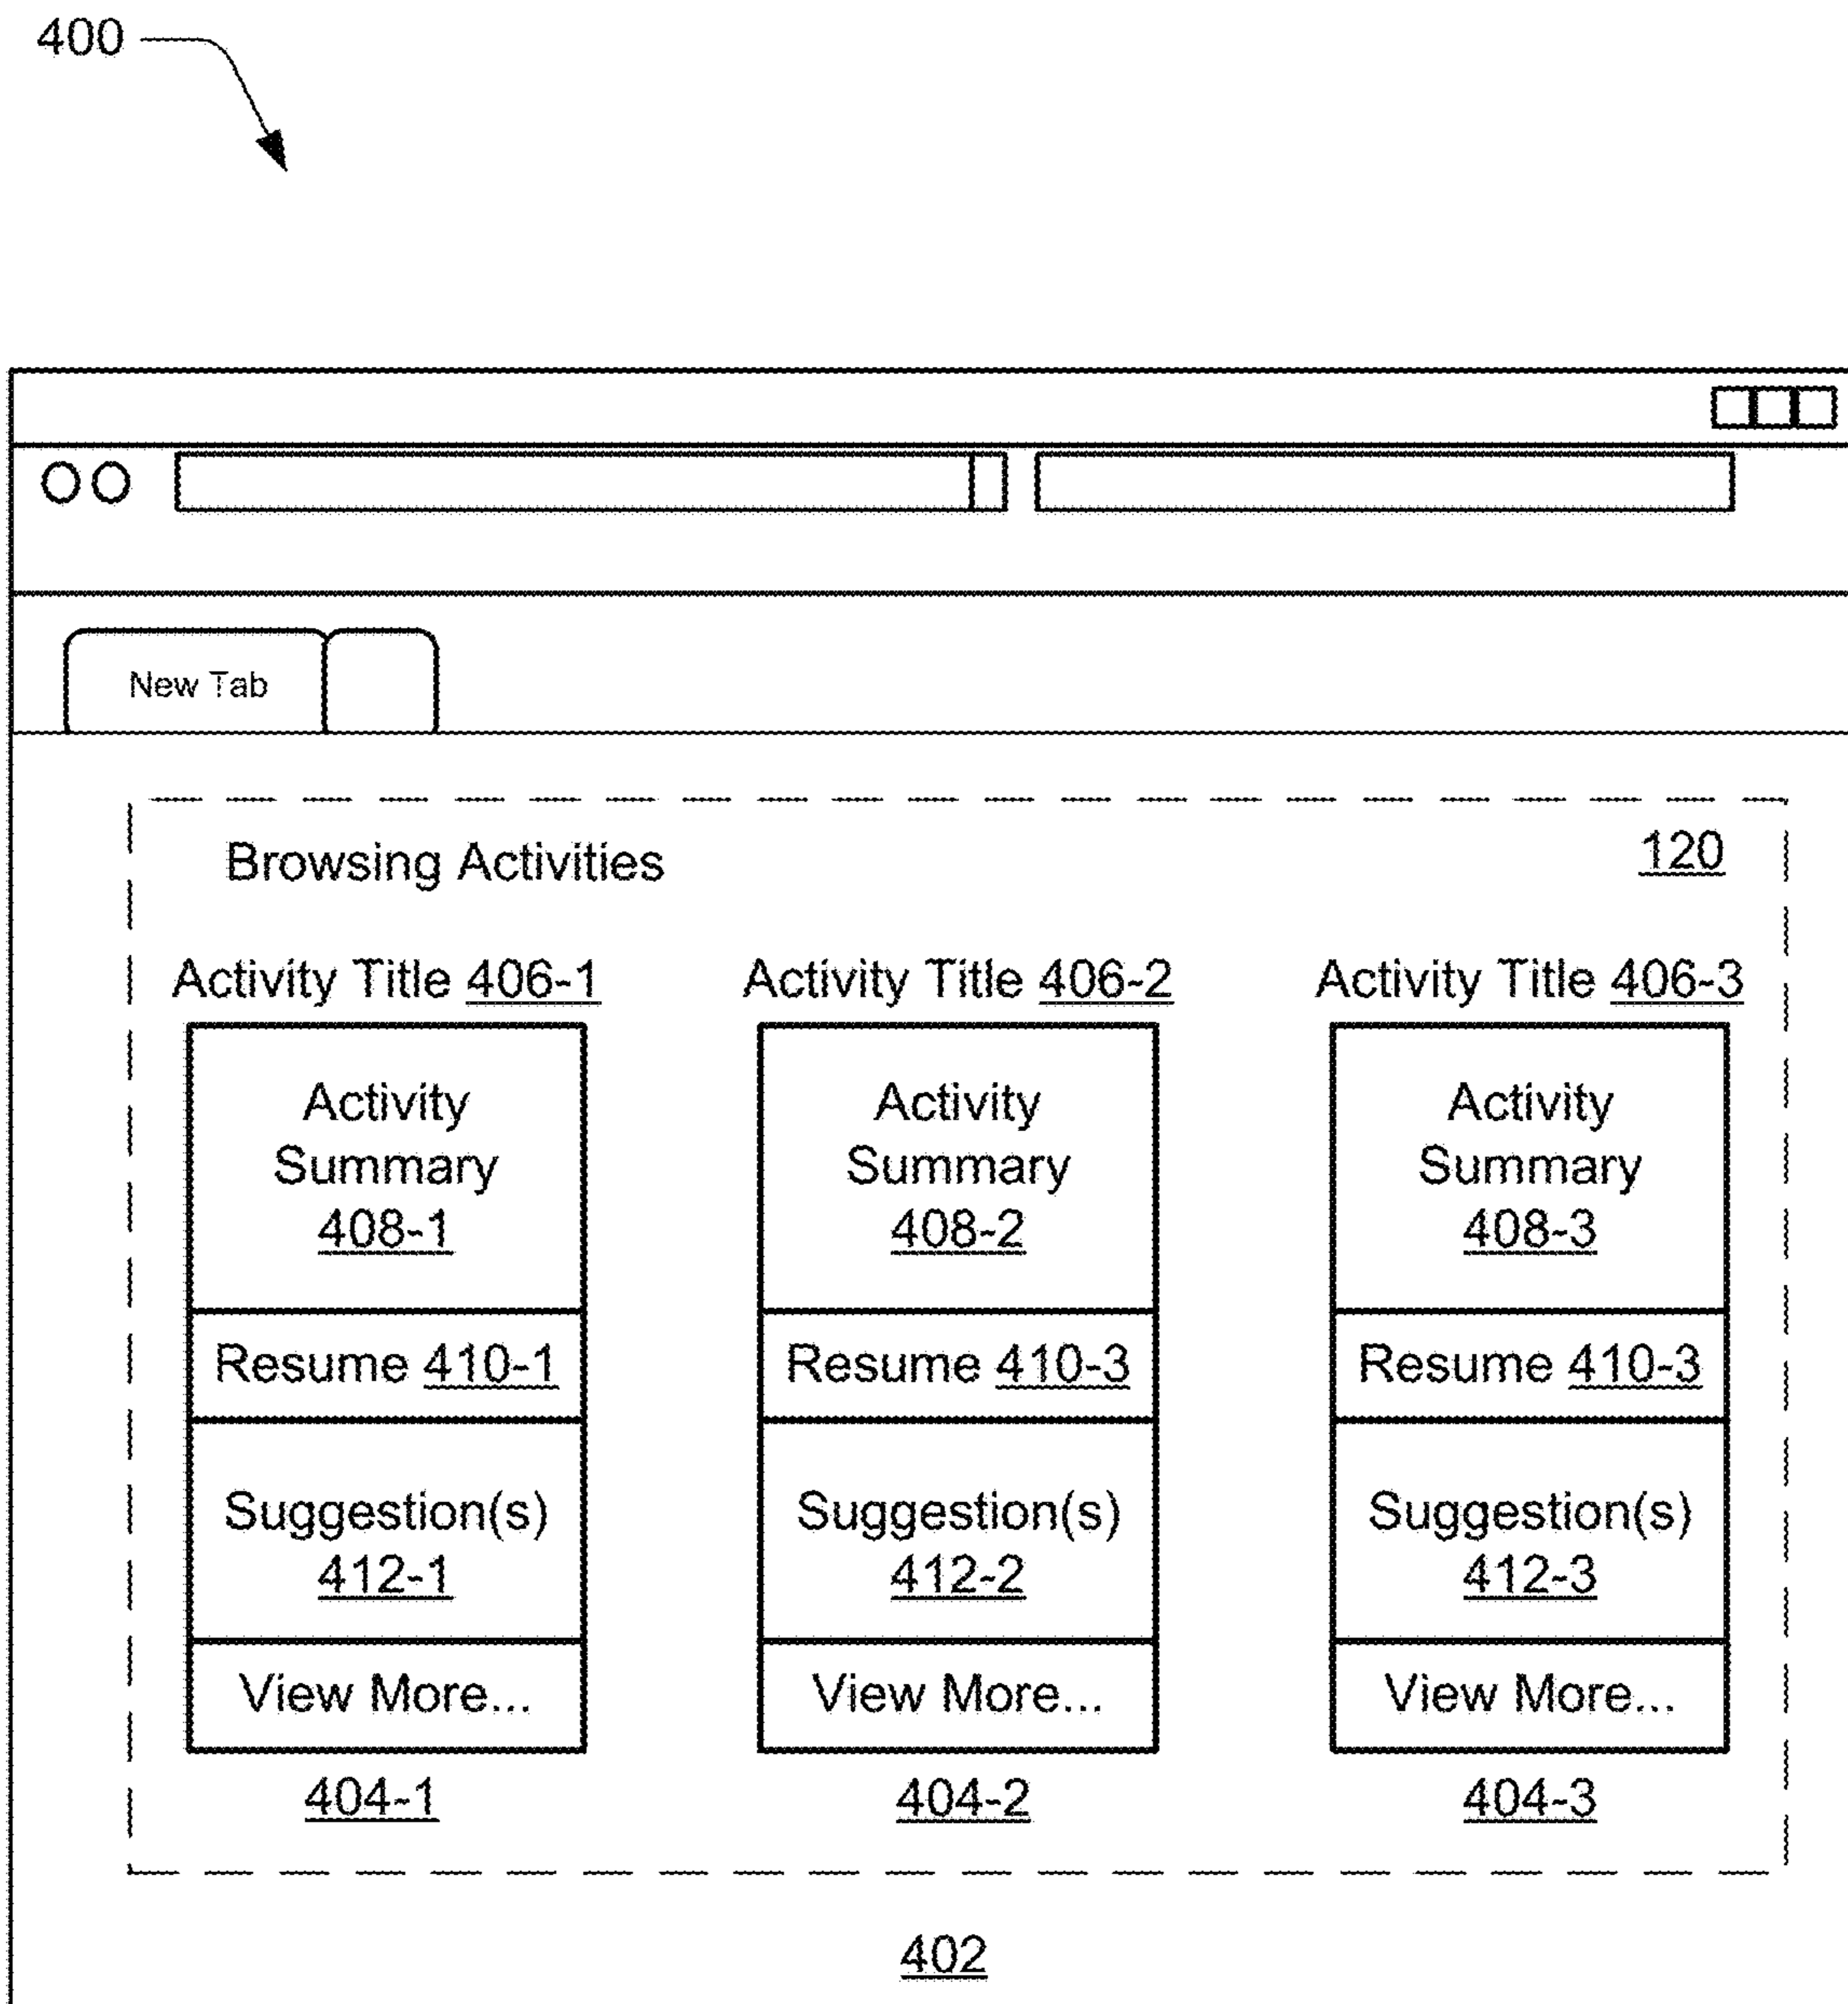 400
New Tab
Browsing Activities 120
Activity Title 406-1 Activity Title 406-2 Activity Title 406-3
Activity Activity Activity
Summary Summary Summary
408-1 408-2 408-3
Resume 410-1 Resume 410-3 Resume 410-3
Suggestion(s) Suggestion(s) Suggestion(s)
412-1 412-2 412-3
View More... View More... View More...
404-1 404-2 404-3
402